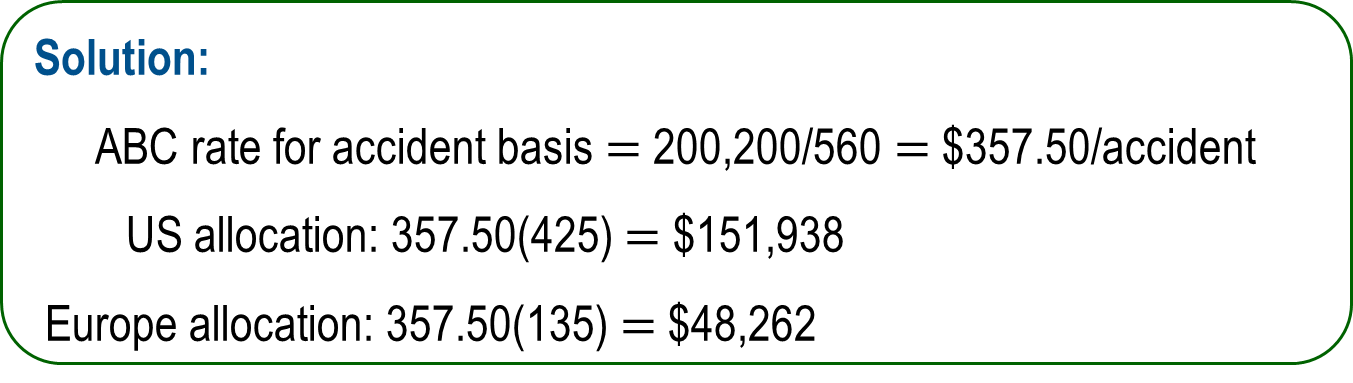 Solution:
ABC rate for accident basis = 200,200/560 = $357.50/accident
US allocation: 357.50(425) = $151,938
Europe allocation: 357.50(135) = $48,262